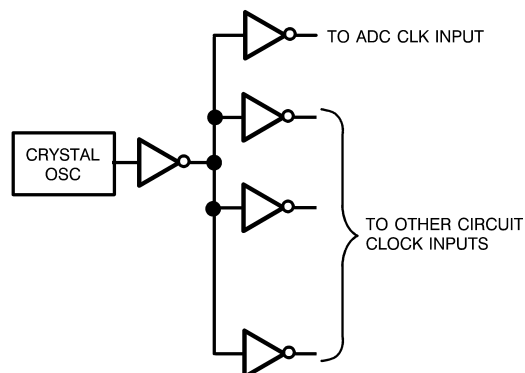 TO ADC CLK INPUT
CRYSTAL
OSC
TO OTHER CIRCUIT
CLOCK INPUTS